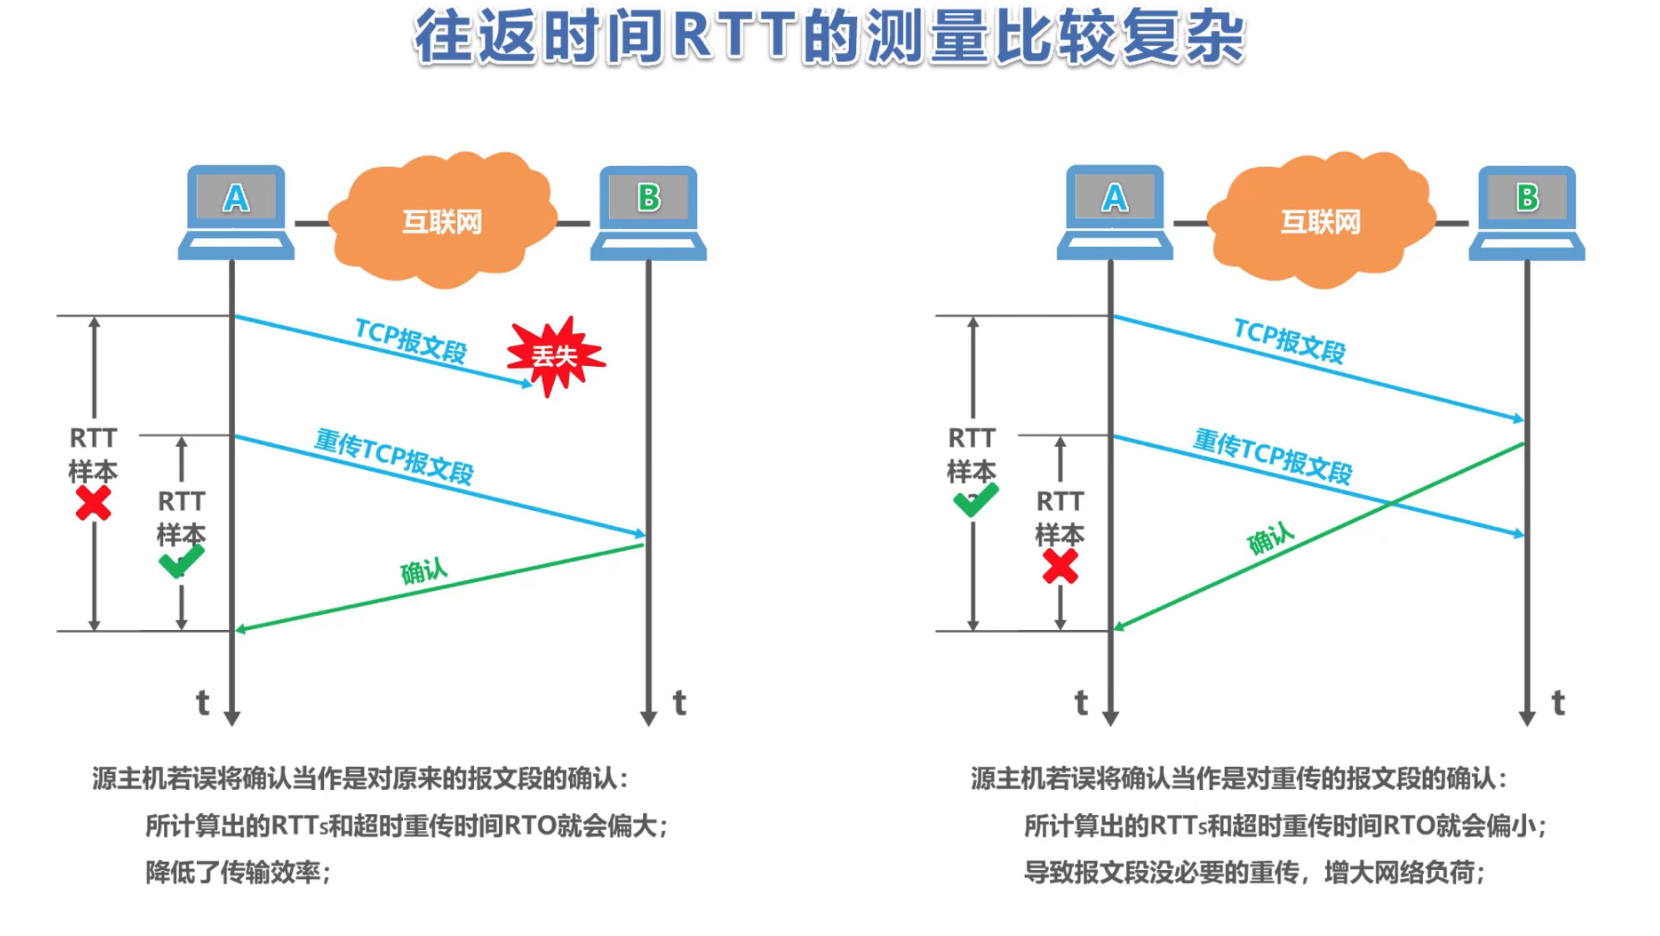 往返时间RTT的测量比较复杂
A
互联网
B
TCP报文段
丢失
RTT
样本
重传TCP报文段
RTT
样本
确认
t
t
源主机若误将确认当作是对原来的报文段的确认：
所计算出的RTTs和超时重传时间RTO就会偏大；
降低了传输效率；
A
互联网
B
TCP报文段
RTT
样本
重传TCP报文段
RTT
样本
确认
t
t
源主机若误将确认当作是对重传的报文段的确认：
所计算出的RTTs和超时重传时间RTO就会偏小；
导致报文段没必要的重传，增大网络负荷；